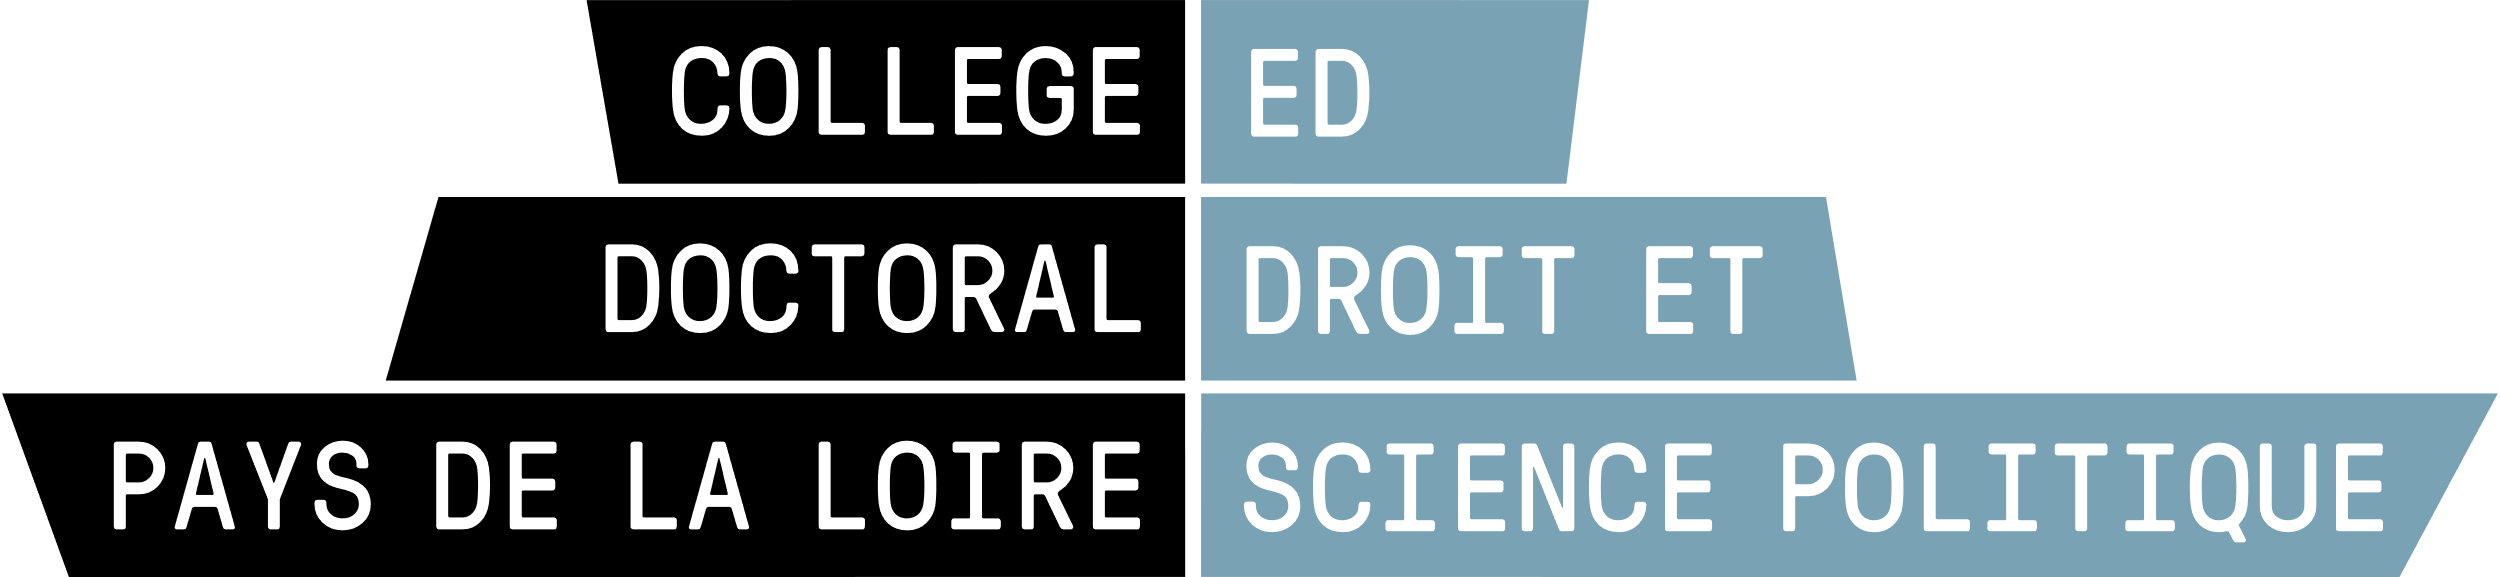 COLLEGE
DOCTORAL
PAYS DE LA LOIRE
ED
DROIT ET
SCIENCE POLITIQUE